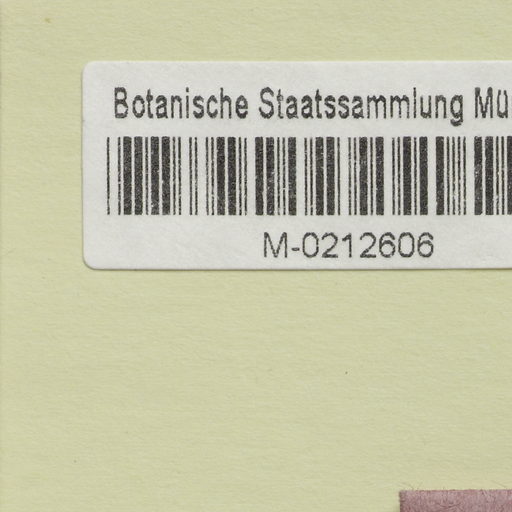 Botanische Staatssammlung Mü
M-0212606